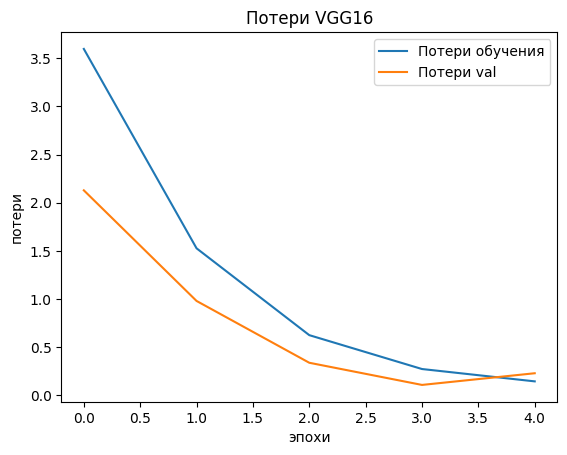 Потери VGG16
Потери обучения
Потери val
потери
3.5
3.0
2.5
2.0
1.5
1.0
0.5
0.0
0.0 0.5 1.0 1.5 2.0 2.5 3.0 3.5 4.0
эпохи